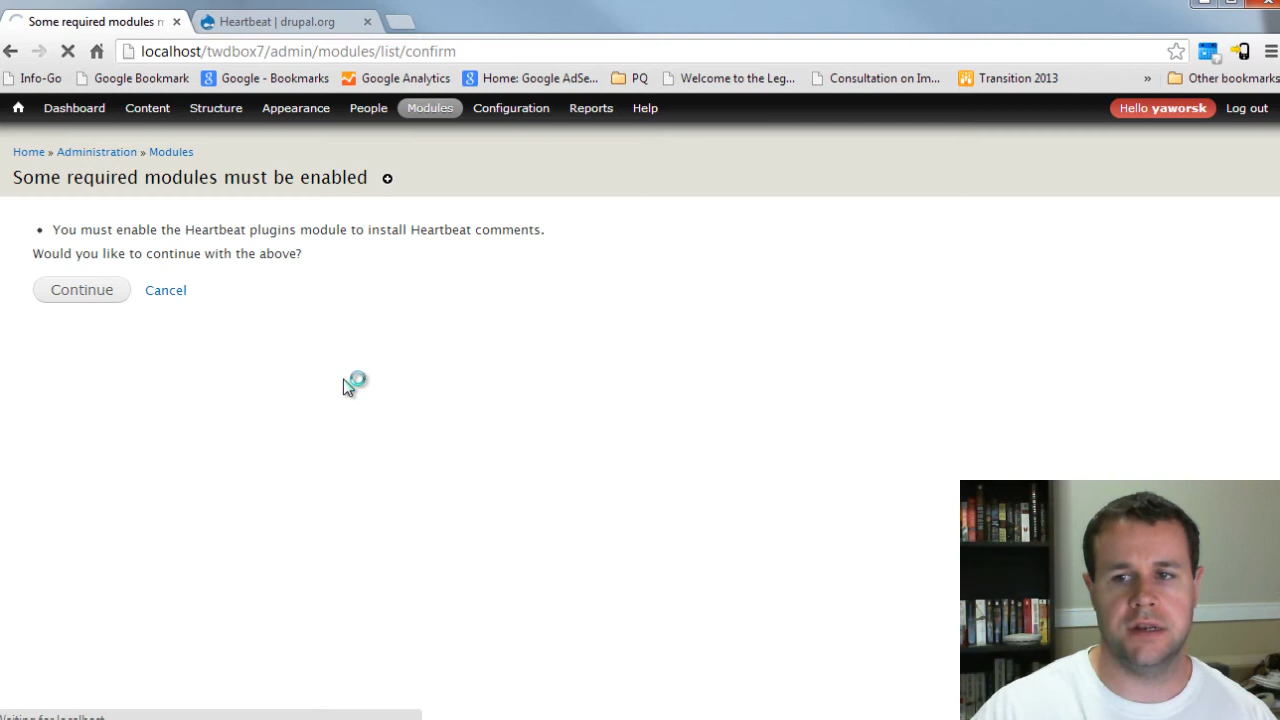 Some required modules m
Heartbeat | drupal.org
localhost/twdbox7/admin/modules/list/confirm
Info-Go
Google Bookmark
Google - Bookmarks
Google Analytics
Home: Google AdSe...
PQ
Welcome to the Leg...
Consultation on Im...
Transition 2013
»
Other bookmarks
Dashboard
Content
Structure
Appearance
People
Modules
Configuration
Reports
Help
Hello yaworsk
Log out
Home » Administration » Modules
Some required modules must be enabled
• You must enable the Heartbeat plugins module to install Heartbeat comments.
Would you like to continue with the above?
Continue
Cancel
Waiting for localhost